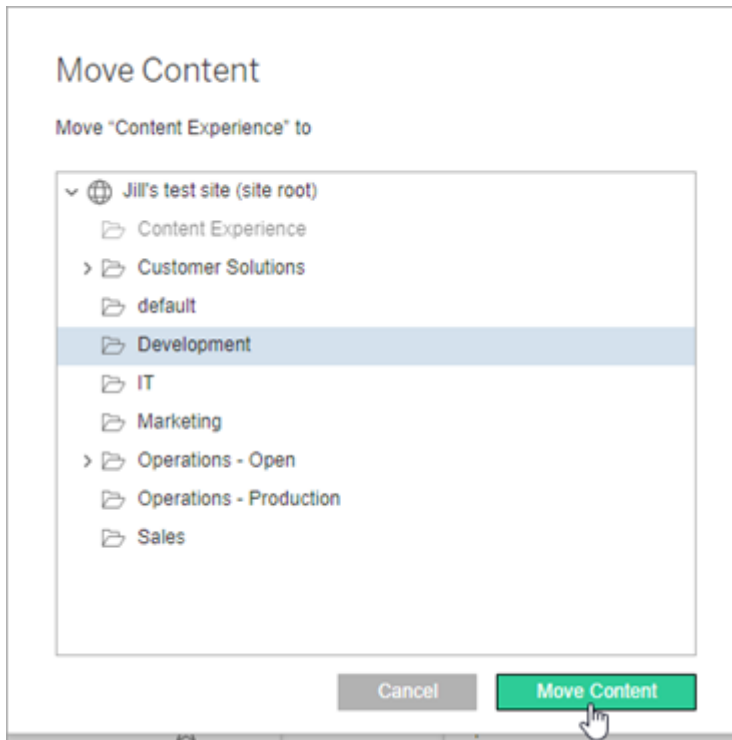 Move Content
Move “Content Experience” to
Jill's test site (site root)
Content Experience
Customer Solutions
default
Development
IT
Marketing
Operations - Open
Operations - Production
Sales
Cancel Move Content